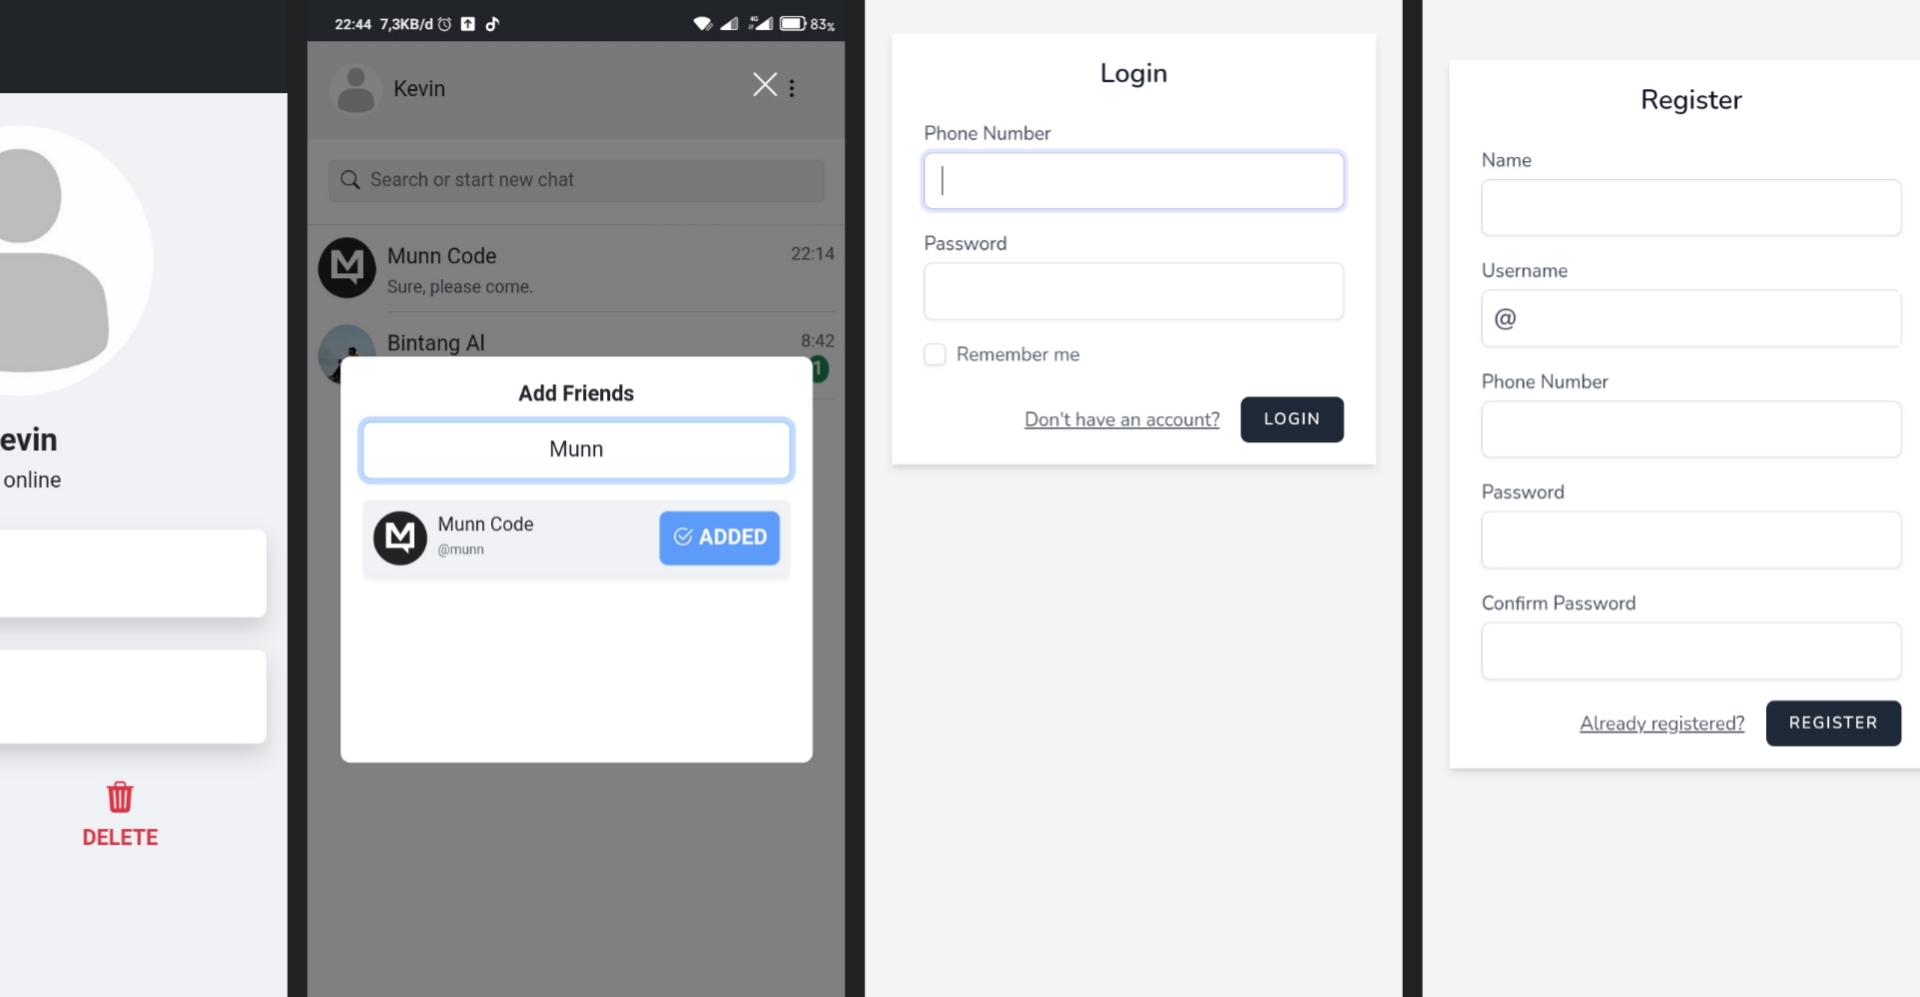 evin
online
DELETE
22:44 7,3KB/d
4G
83%
Kevin
Search or start new chat
Munn Code
22:14
Sure, please come.
Bintang Al
8:42
1
Add Friends
Munn
Munn Code
@munn
ADDED
Login
Phone Number
Password
Remember me
Don't have an account?
LOGIN
Register
Name
Username
@
Phone Number
Password
Confirm Password
Already registered?
REGISTER